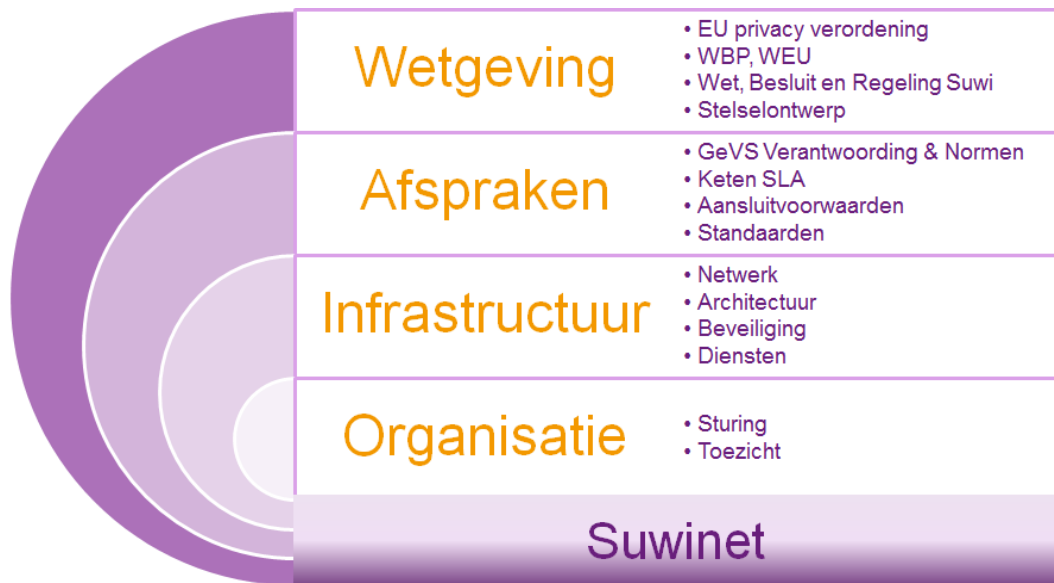 Wetgeving
• EU privacy verordening
• WBP, WEU
• Wet, Besluit en Regeling Suwi
• Stelselontwerp
Afspraken
• GeVS Verantwoording & Normen
• Keten SLA
• Aansluitvoorwaarden
• Standaarden
Infrastructuur
• Netwerk
• Architectuur
• Beveiliging
• Diensten
Organisatie
• Sturing
• Toezicht
Suwinet